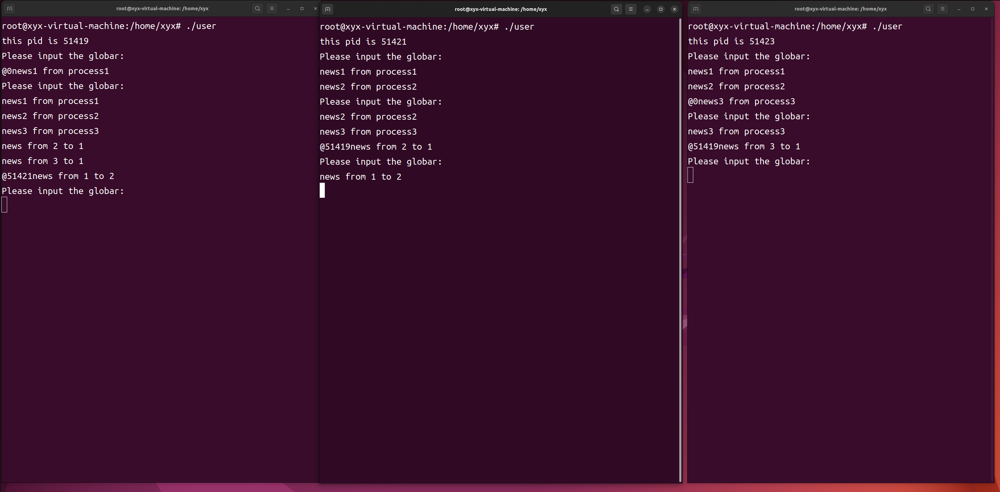 root@xyx-virtual-machine: /home/xyx
root@xyx-virtual-machine:/home/xyx# ./user
this pid is 51419
Please input the globar:
@0news1 from process1
Please input the globar:
news1 from process1
news2 from process2
news3 from process3
news from 2 to 1
news from 3 to 1
@51421news from 1 to 2
Please input the globar:
root@xyx-virtual-machine: /home/xyx
root@xyx-virtual-machine:/home/xyx# ./user
this pid is 51421
Please input the globar:
news1 from process1
news2 from process2
Please input the globar:
news2 from process2
news3 from process3
@51419news from 2 to 1
Please input the globar:
news from 1 to 2
root@xyx-virtual-machine: /home/xyx
root@xyx-virtual-machine:/home/xyx# ./user
this pid is 51423
Please input the globar:
news1 from process1
news2 from process2
@0news3 from process3
Please input the globar:
news3 from process3
@51419news from 3 to 1
Please input the globar: